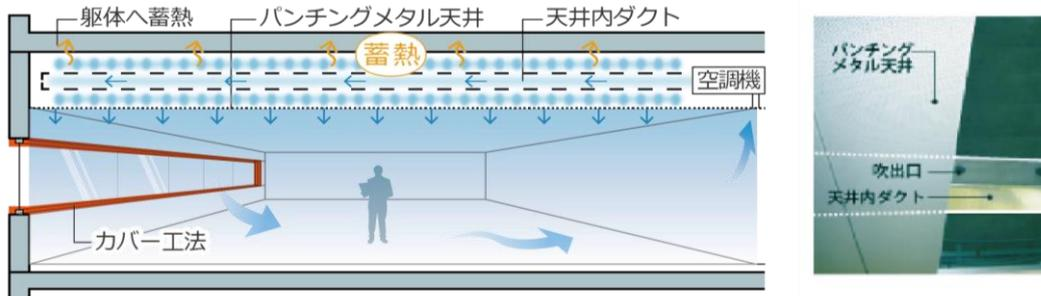 躯体へ蓄熱
パンチングメタル天井
天井内ダクト
蓄熱
空調機
カバー工法
パンチング
メタル天井
吹出口
天井内ダクト